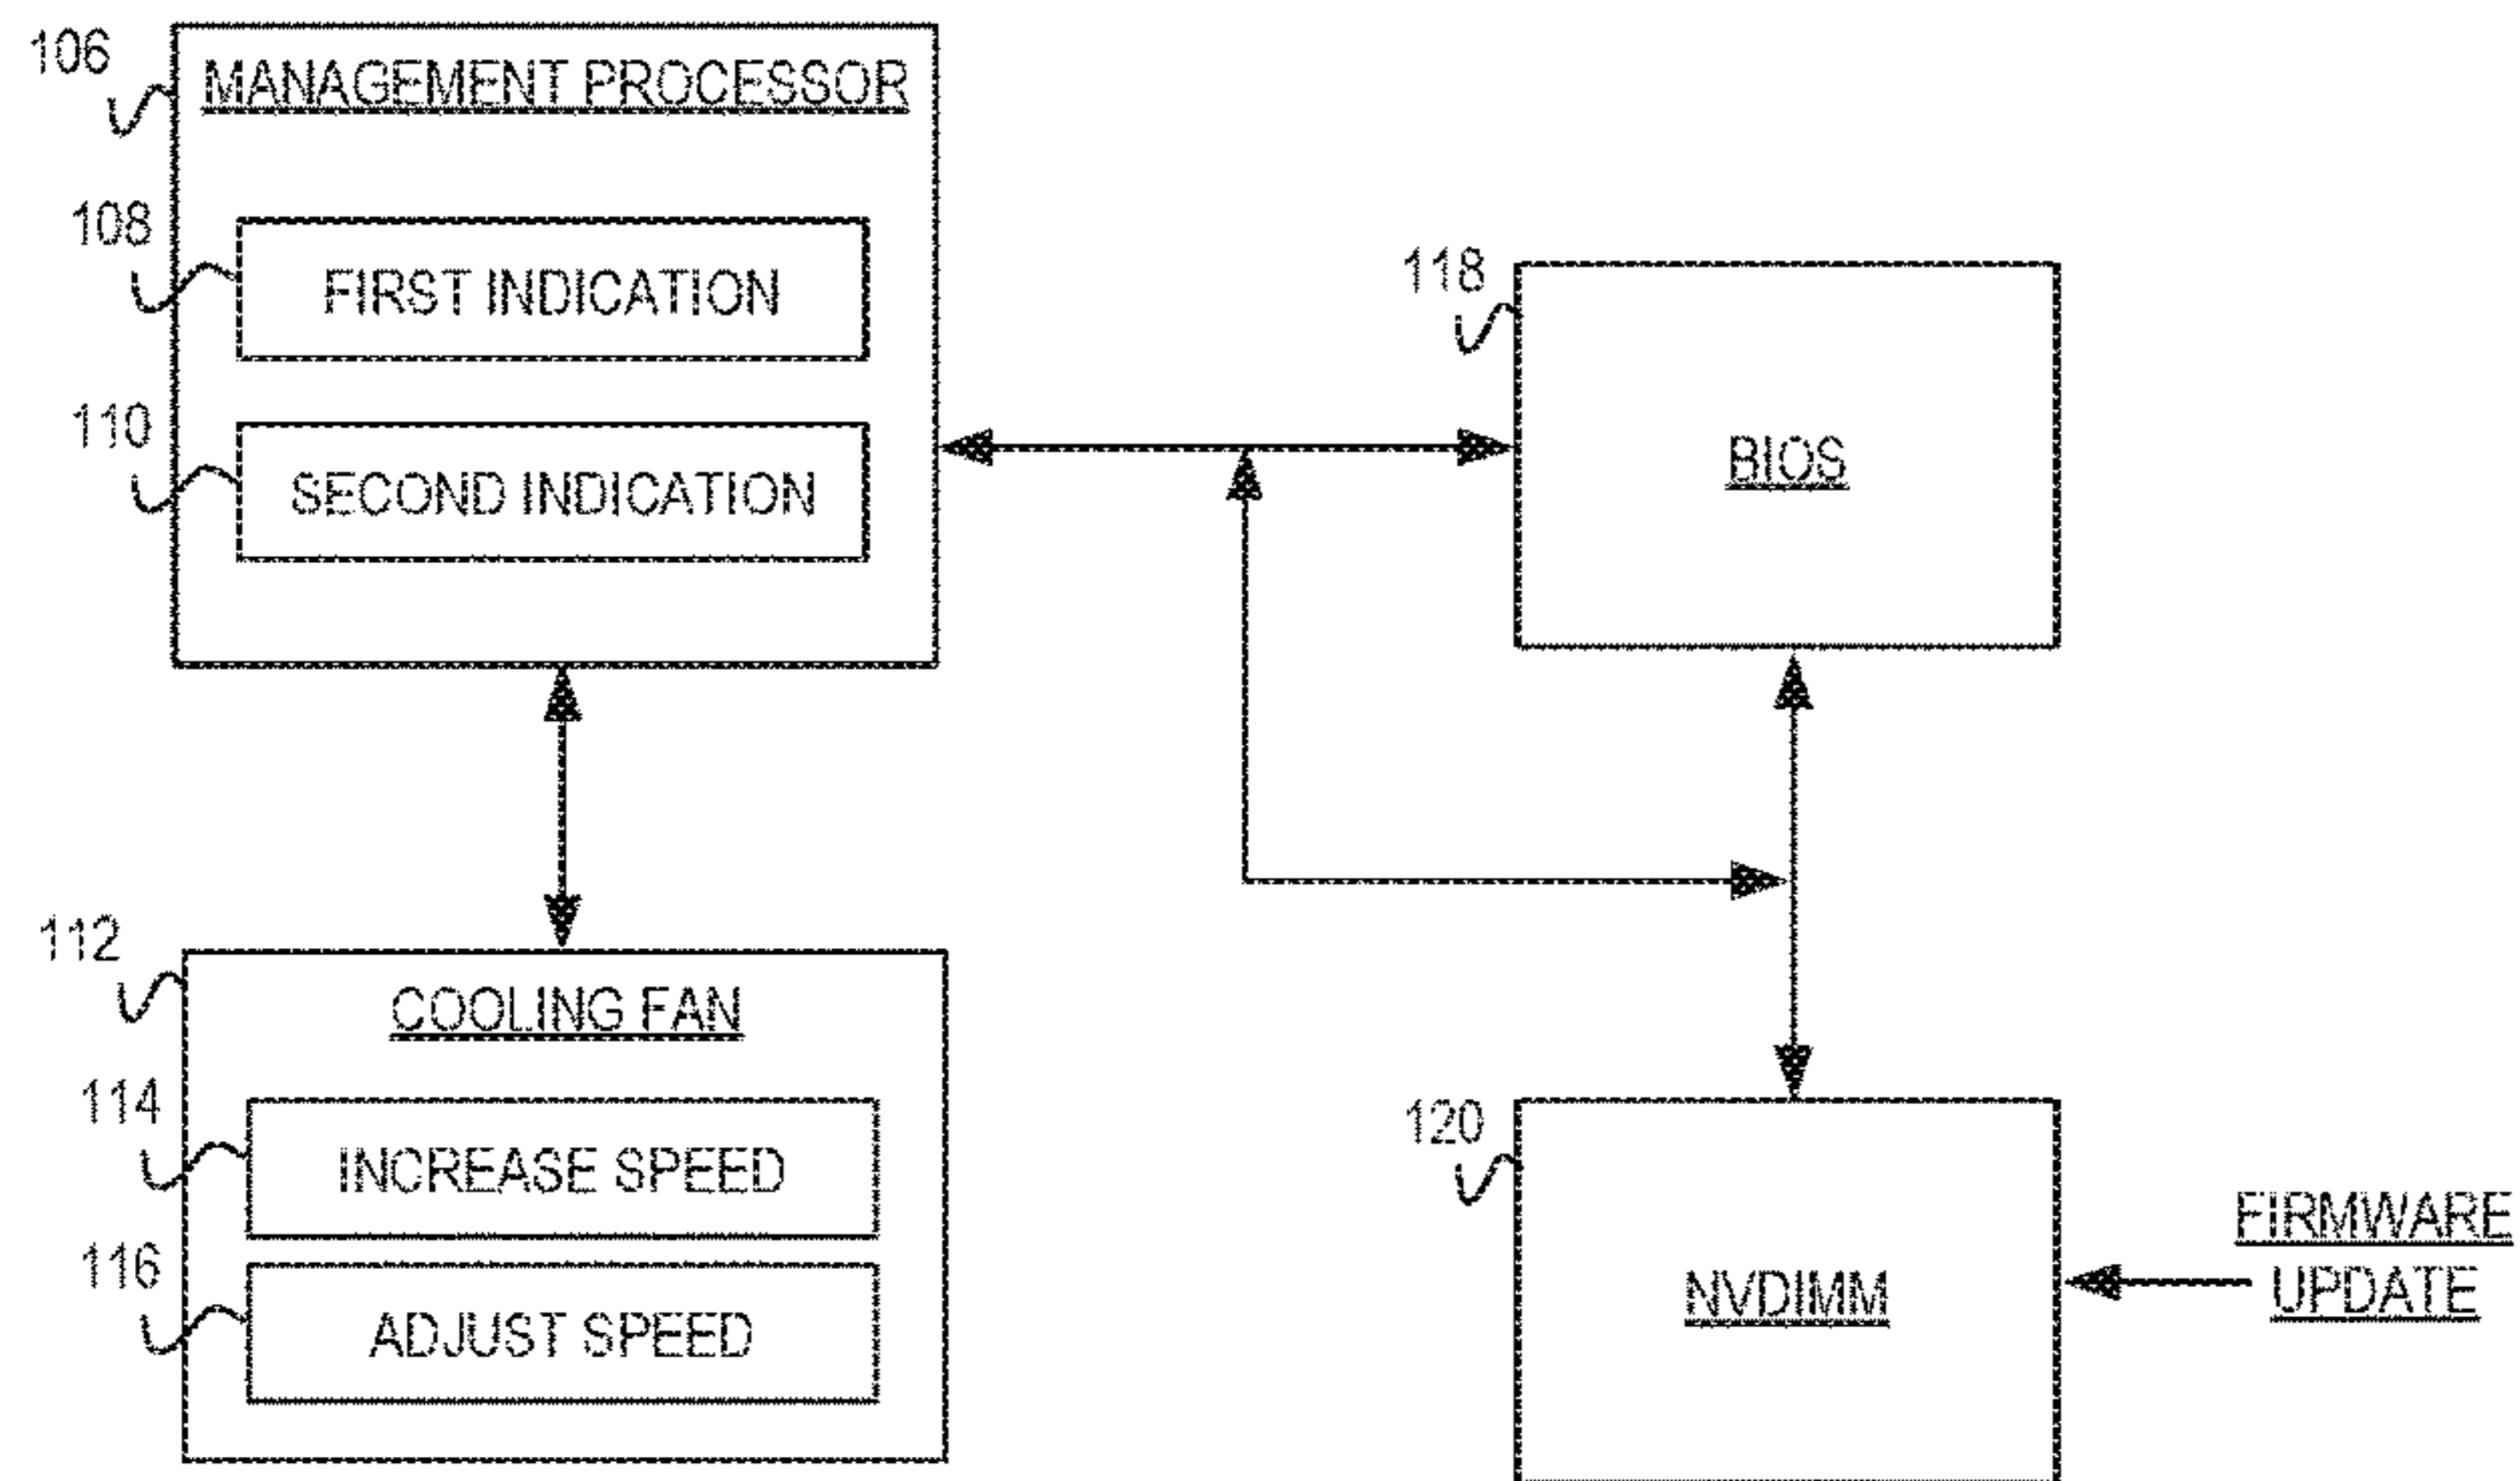 106
MANAGEMENT PROCESSOR
108
FIRST INDICATION
110
SECOND INDICATION
118
BIOS
112
COOLING FAN
114
INCREASE SPEED
116
ADJUST SPEED
120
NVDIMM
FIRMWARE
UPDATE